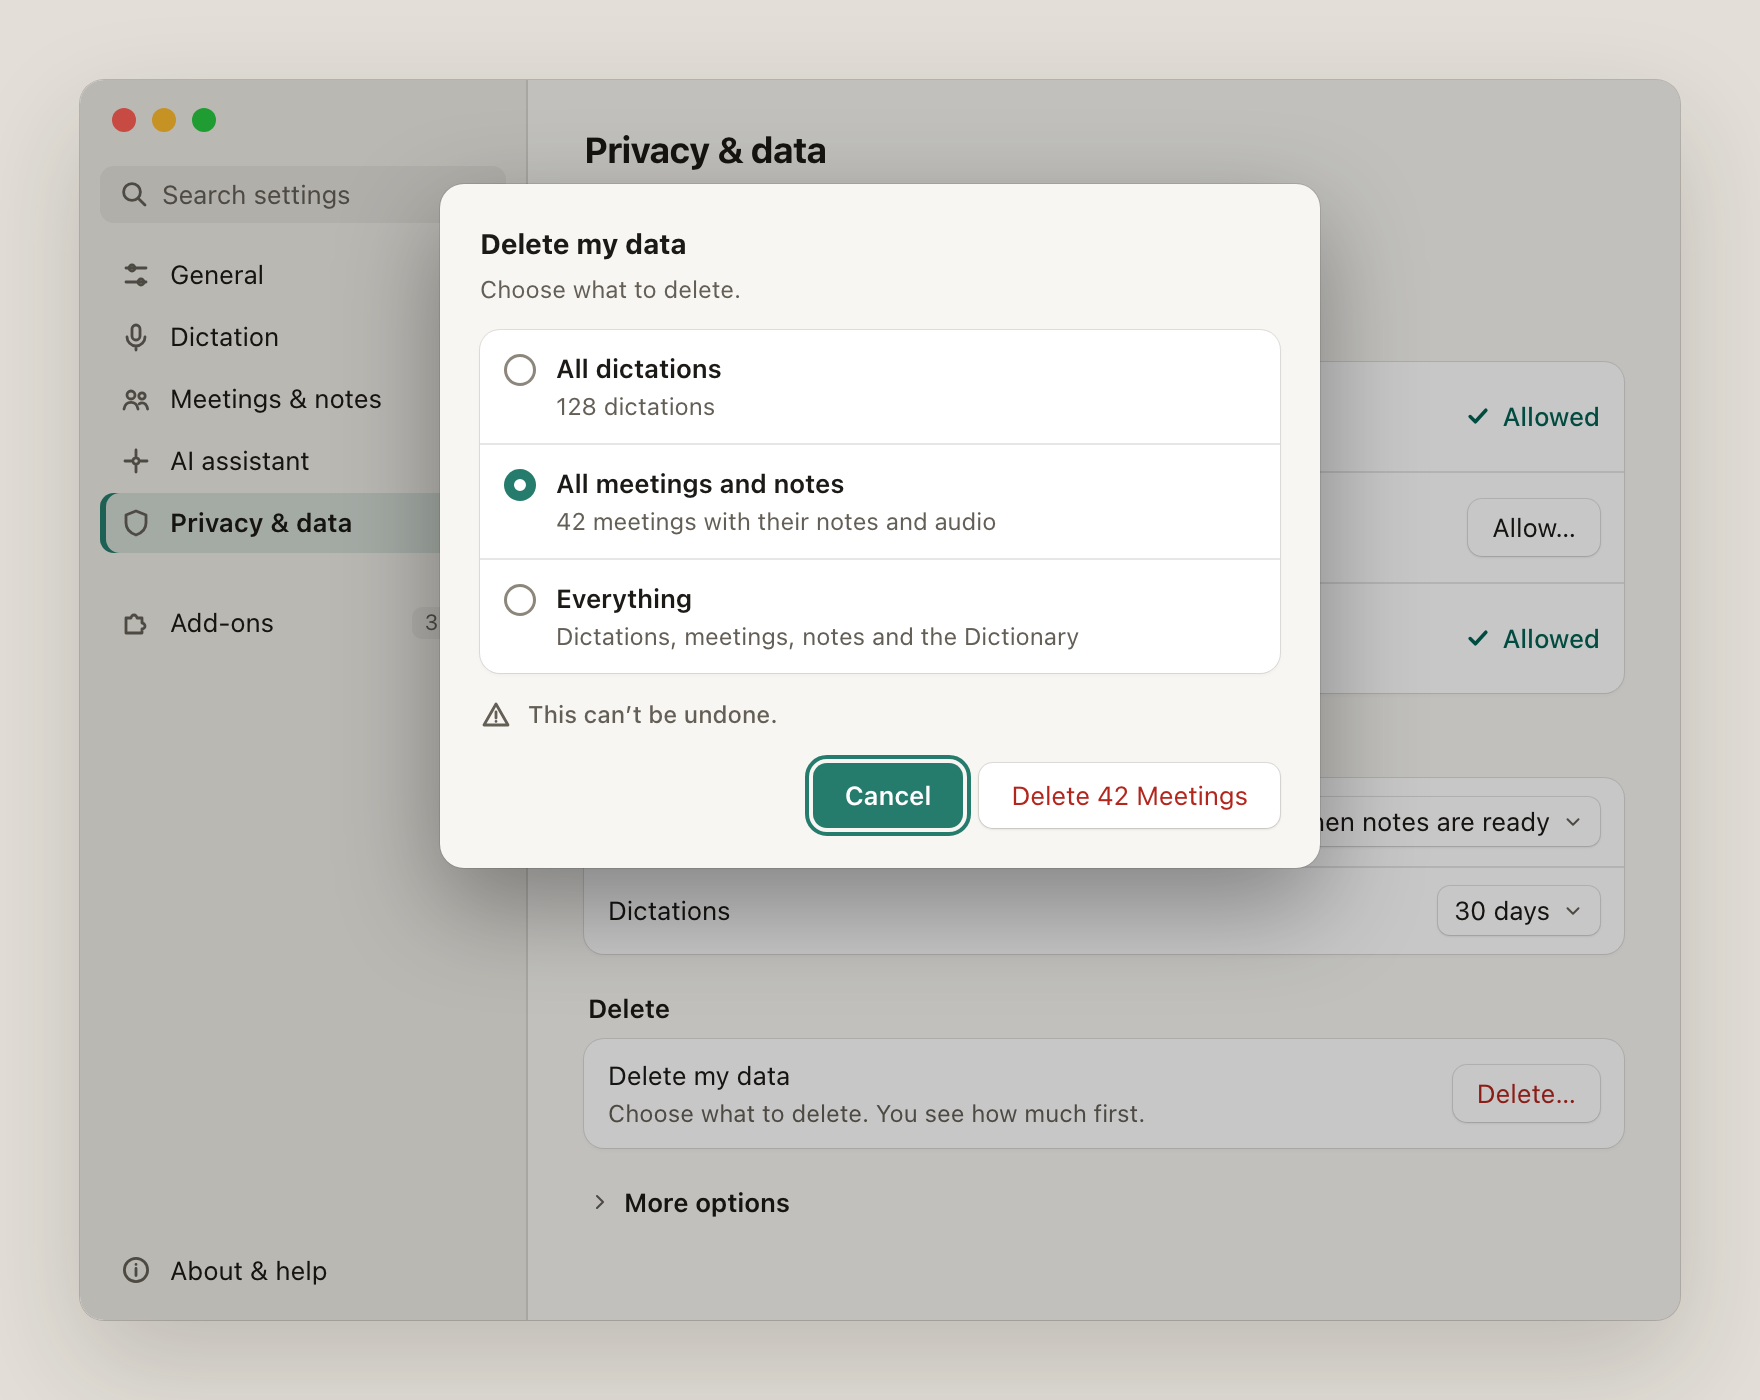 Privacy & data
Search settings
General
Dictation
Meetings & notes
AI assistant
Privacy & data
Add-ons
3
About & help
Delete my data
Choose what to delete.
All dictations
128 dictations
All meetings and notes
42 meetings with their notes and audio
Everything
Dictations, meetings, notes and the Dictionary
This can’t be undone.
Cancel
Delete 42 Meetings
Allowed
Allow...
Allowed
notes are ready
Dictations
30 days
Delete
Delete my data
Choose what to delete. You see how much first.
Delete...
More options